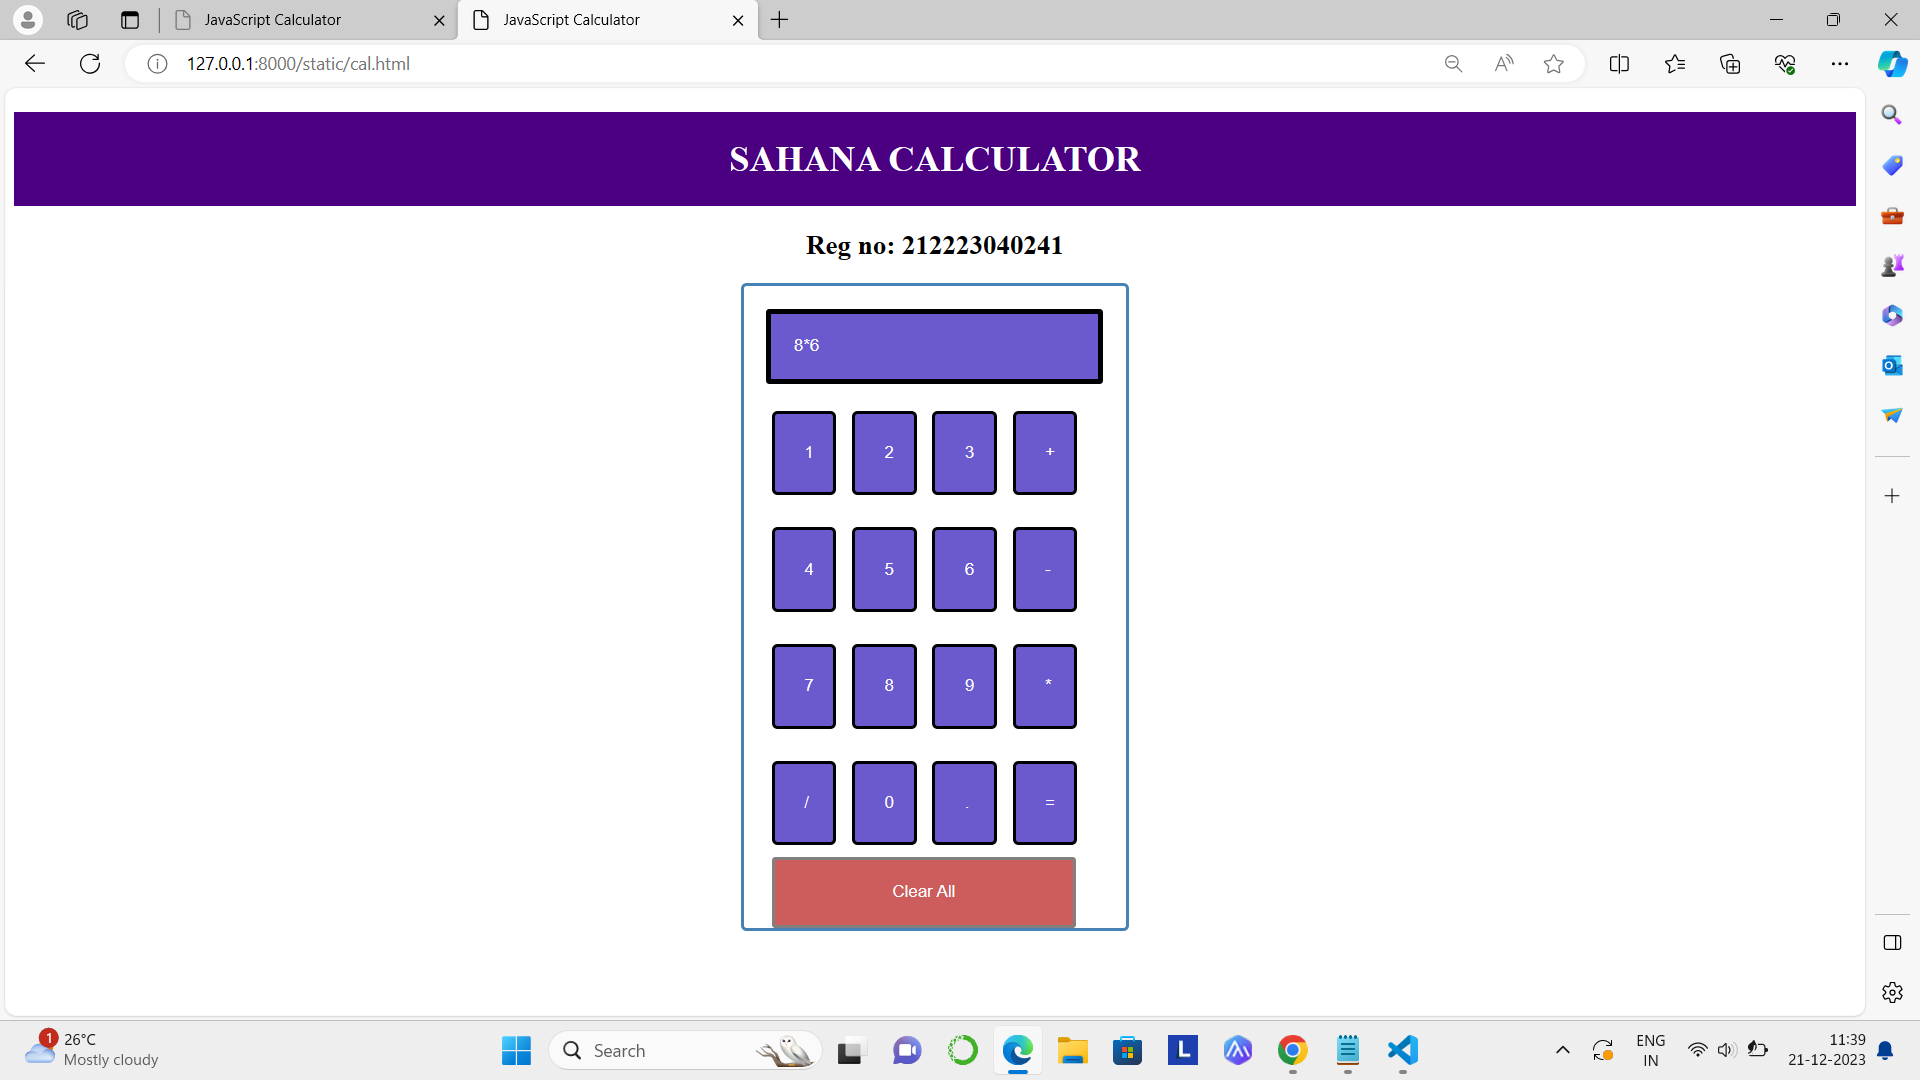 JavaScript Calculator
JavaScript Calculator
127.0.0.1:8000/static/cal.html
SAHANA CALCULATOR
Reg no: 212223040241
8*6
1 2 3 +
4 5 6 -
7 8 9 *
/ 0 . =
Clear All
1
26°C
Mostly cloudy
Search
L
ENG
IN
11:39
21-12-2023